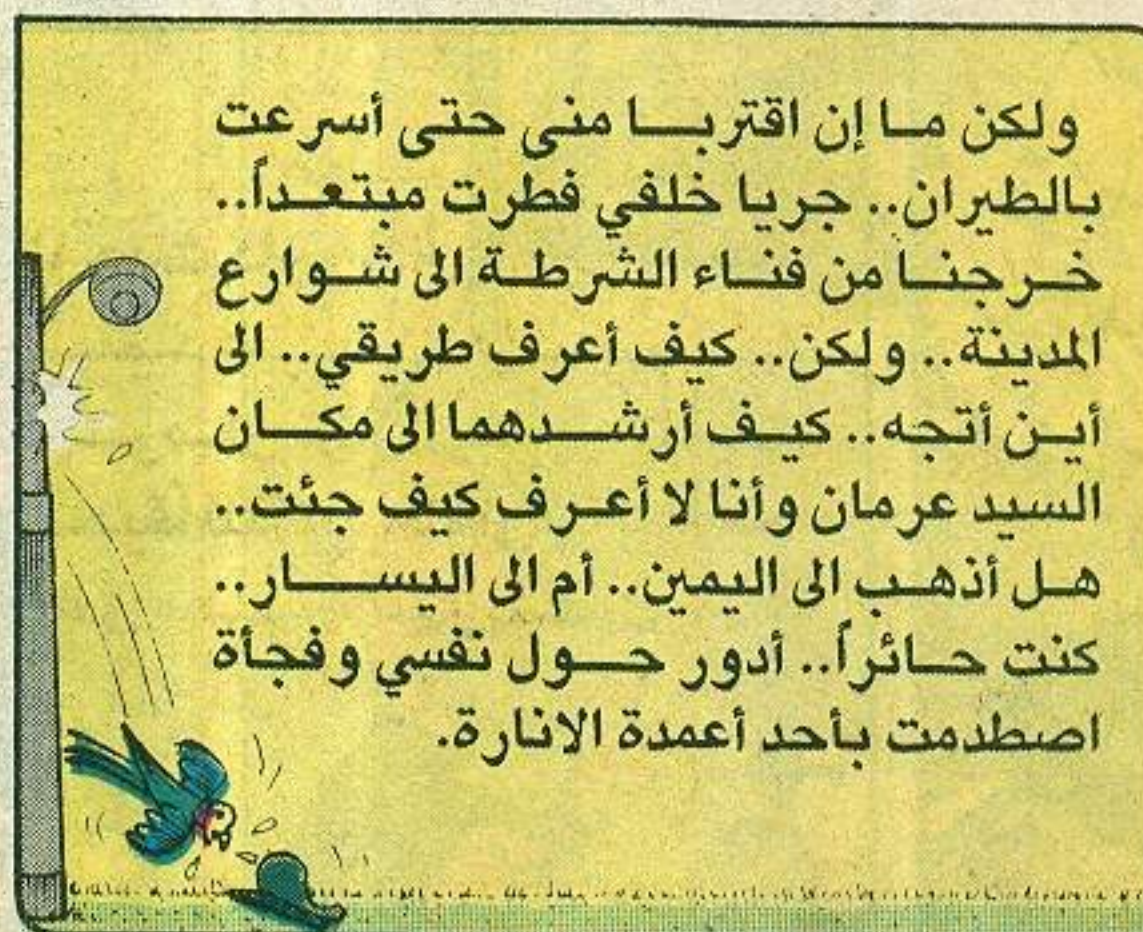 ولكن ما إن اقتربا منى حتى أسرعت
بالطيران.. جريا خلفي فطرت مبتعداً..
خرجنا من فناء الشرطة الى شوارع
المدينة.. ولكن.. كيف أعرف طريقي.. الى
أين أتجه.. كيف أرشدهما الى مكان
السيد عرمان وأنا لا أعرف كيف جئت..
هل أذهب الى اليمين.. أم الى اليسار..
كنت حائراً.. أدور حول نفسي وفجأة
اصطدمت بأحد أعمدة الانارة.